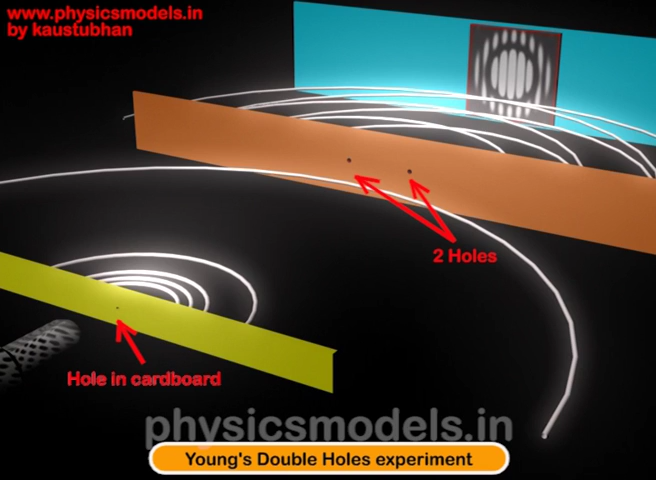 www.physicsmodels.in
by kaustubhan
2 Holes
Hole in cardboard
physicsmodels.in
Young's Double Holes experiment